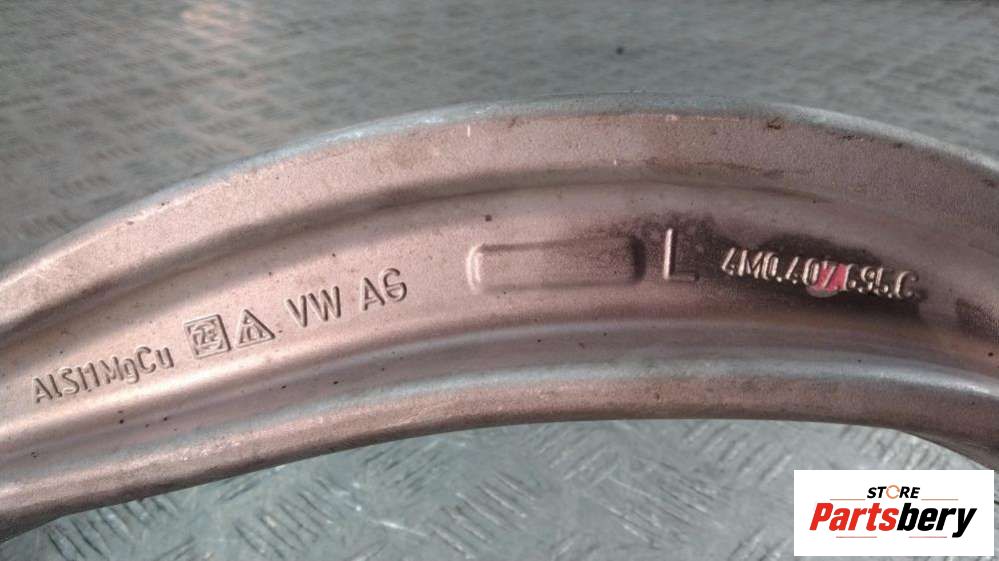 AlSi1MgCu VW AG L 4M0.407.695.C
STORE
Partsbery